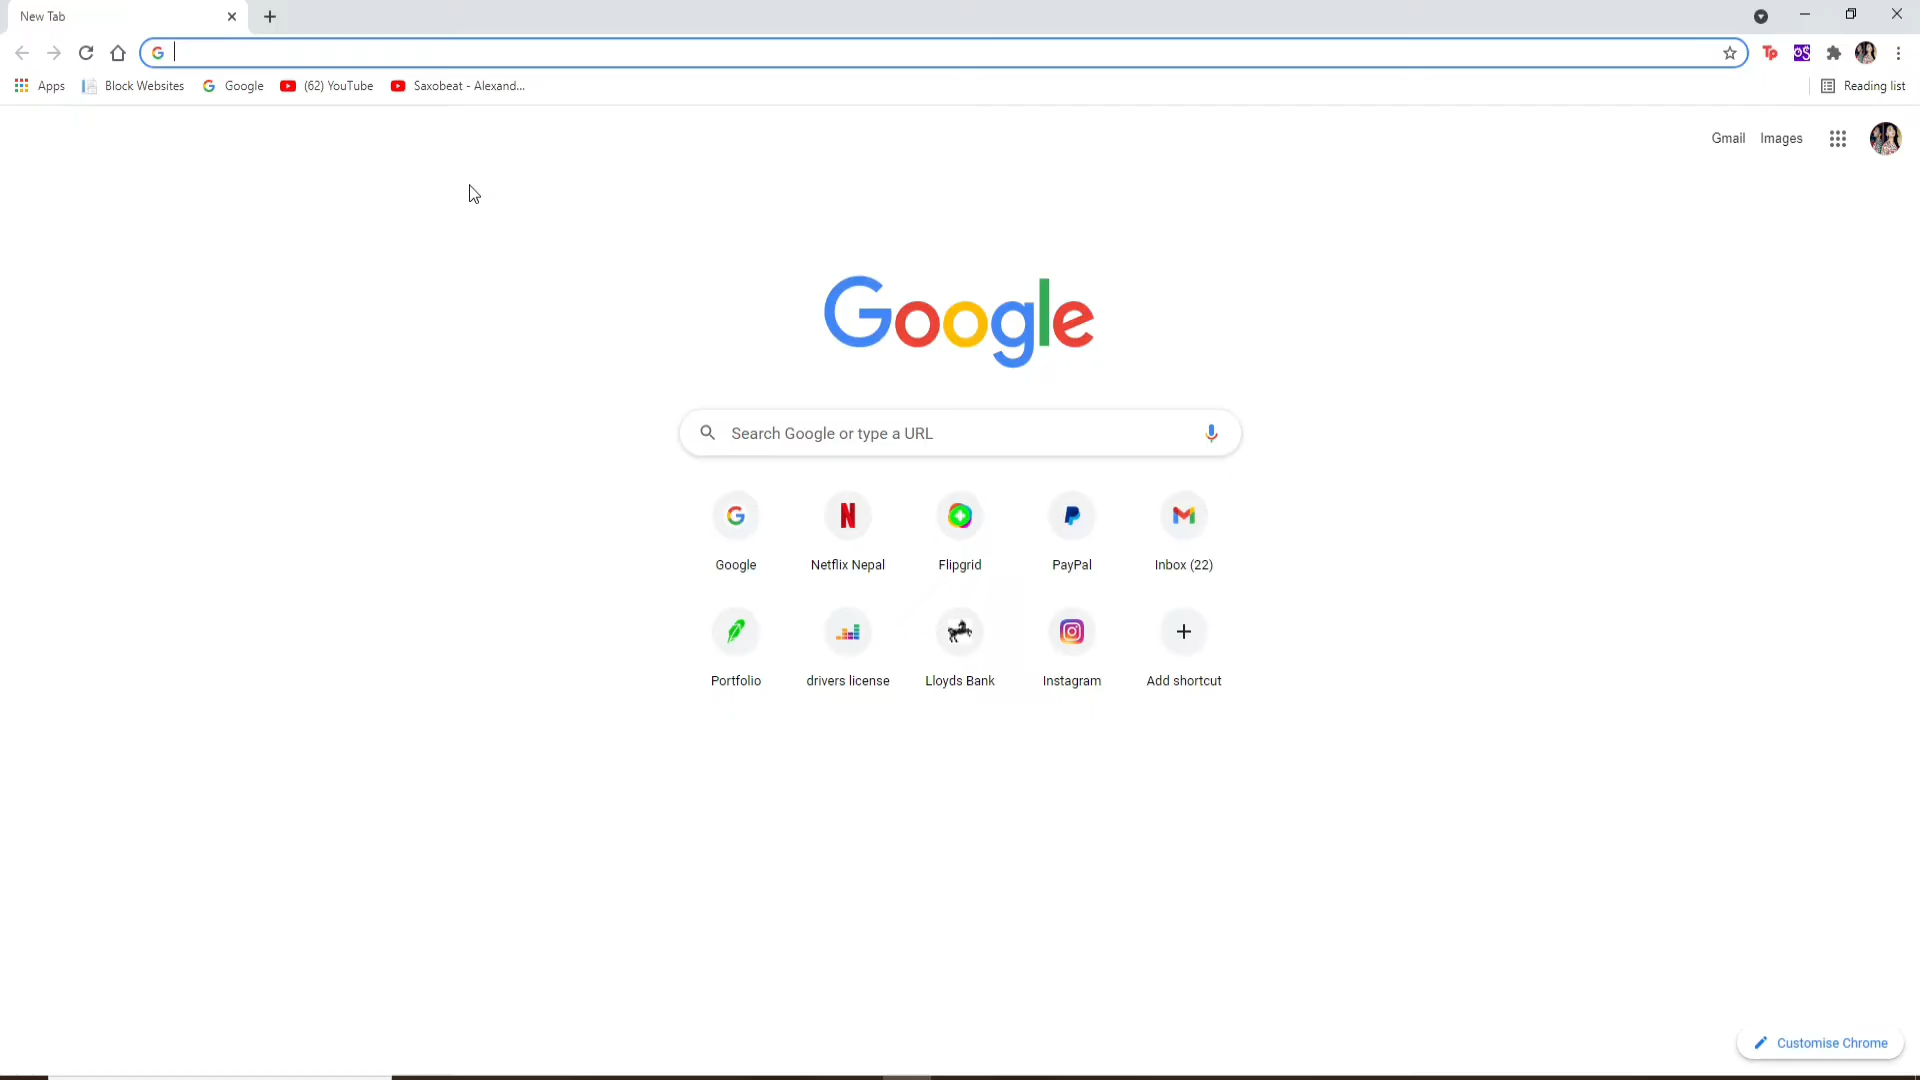 New Tab
Apps Block Websites Google (62) YouTube Saxobeat - Alexand... Reading list
Gmail Images
Google
Search Google or type a URL
Google Netflix Nepal Flipgrid PayPal Inbox (22)
Portfolio drivers license Lloyds Bank Instagram Add shortcut
Customise Chrome